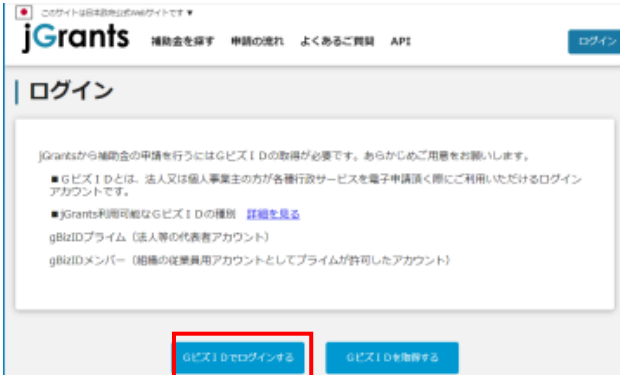 このサイトは日本政府公式Webサイトです▼
jGrants 補助金を探す 申請の流れ よくあるご質問 API ログイン
ログイン
jGrantsから補助金の申請を行うにはGビズIDの取得が必要です。あらかじめご用意をお願いします。
■GビズIDとは、法人又は個人事業主の方が各種行政サービスを電子申請頂く際にご利用いただけるログイン
アカウントです。
■jGrants利用可能なGビズIDの種別 詳細を見る
gBizIDプライム（法人等の代表者アカウント）
gBizIDメンバー（組織の従業員用アカウントとしてプライムが許可したアカウント）
GビズIDでログインする GビズIDを取得する